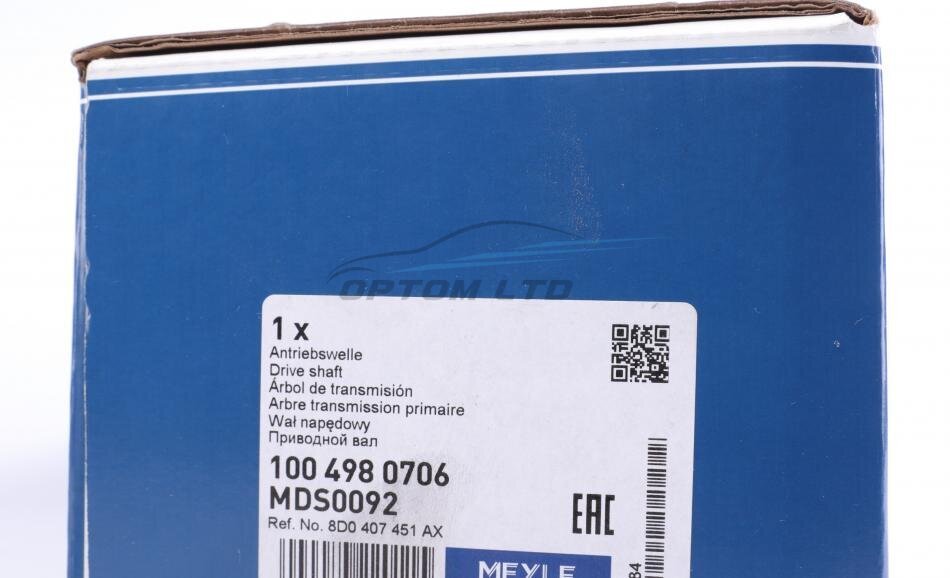 OPTOM LTD
1 x
Antriebswelle
Drive shaft
Árbol de transmisión
Arbre transmission primaire
Wał napędowy
Приводной вал
100 498 0706
MDS0092
Ref. No. 8D0 407 451 AX
EAC
MEYLE
84